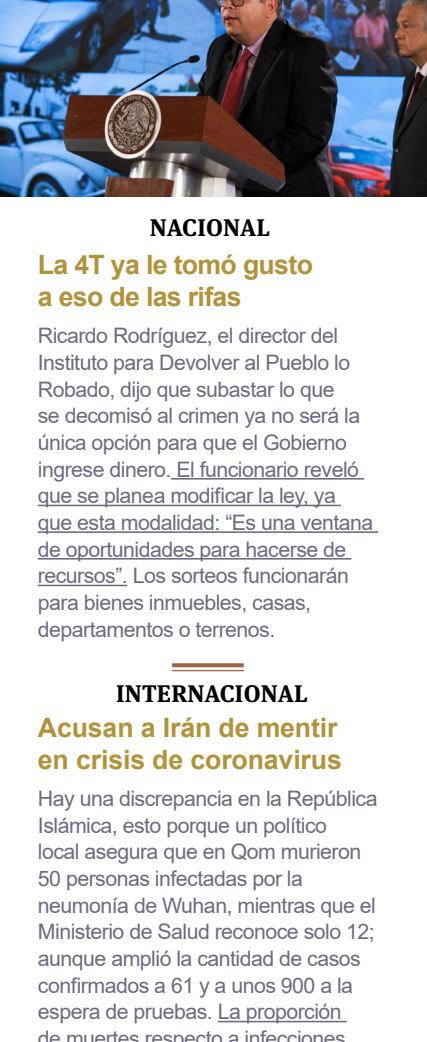 NACIONAL
La 4T ya le tomó gusto
a eso de las rifas
Ricardo Rodríguez, el director del
Instituto para Devolver al Pueblo lo
Robado, dijo que subastar lo que
se decomisó al crimen ya no será la
única opción para que el Gobierno
ingrese dinero. El funcionario reveló
que se planea modificar la ley, ya
que esta modalidad: “Es una ventana
de oportunidades para hacerse de
recursos”. Los sorteos funcionarán
para bienes inmuebles, casas,
departamentos o terrenos.
INTERNACIONAL
Acusan a Irán de mentir
en crisis de coronavirus
Hay una discrepancia en la República
Islámica, esto porque un político
local asegura que en Qom murieron
50 personas infectadas por la
neumonía de Wuhan, mientras que el
Ministerio de Salud reconoce solo 12;
aunque amplió la cantidad de casos
confirmados a 61 y a unos 900 a la
espera de pruebas. La proporción
de muertes respecto a infecciones